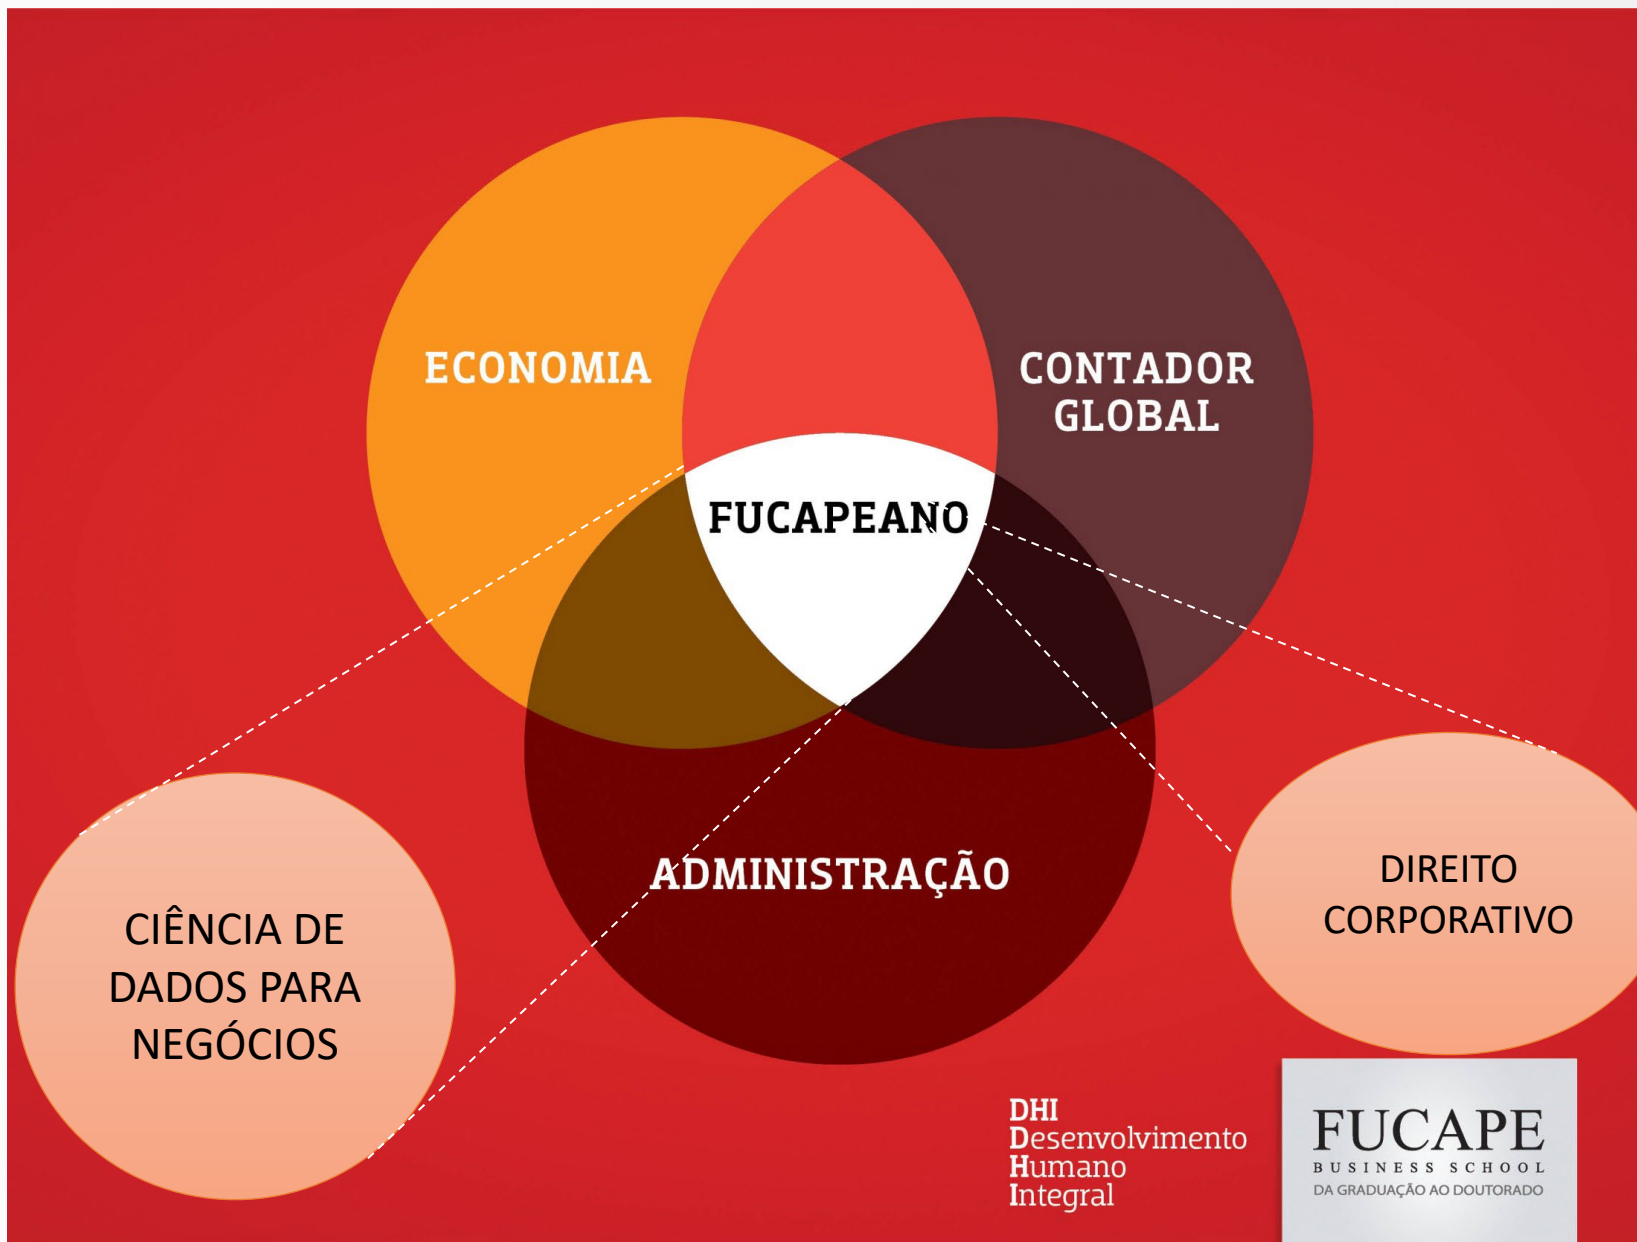 ECONOMIA
CONTADOR
GLOBAL
FUCAPEANO
ADMINISTRAÇÃO
CIÊNCIA DE
DADOS PARA
NEGÓCIOS
DIREITO
CORPORATIVO
DHI
Desenvolvimento
Humano
Integral
FUCAPE
BUSINESS SCHOOL
DA GRADUAÇÃO AO DOUTORADO